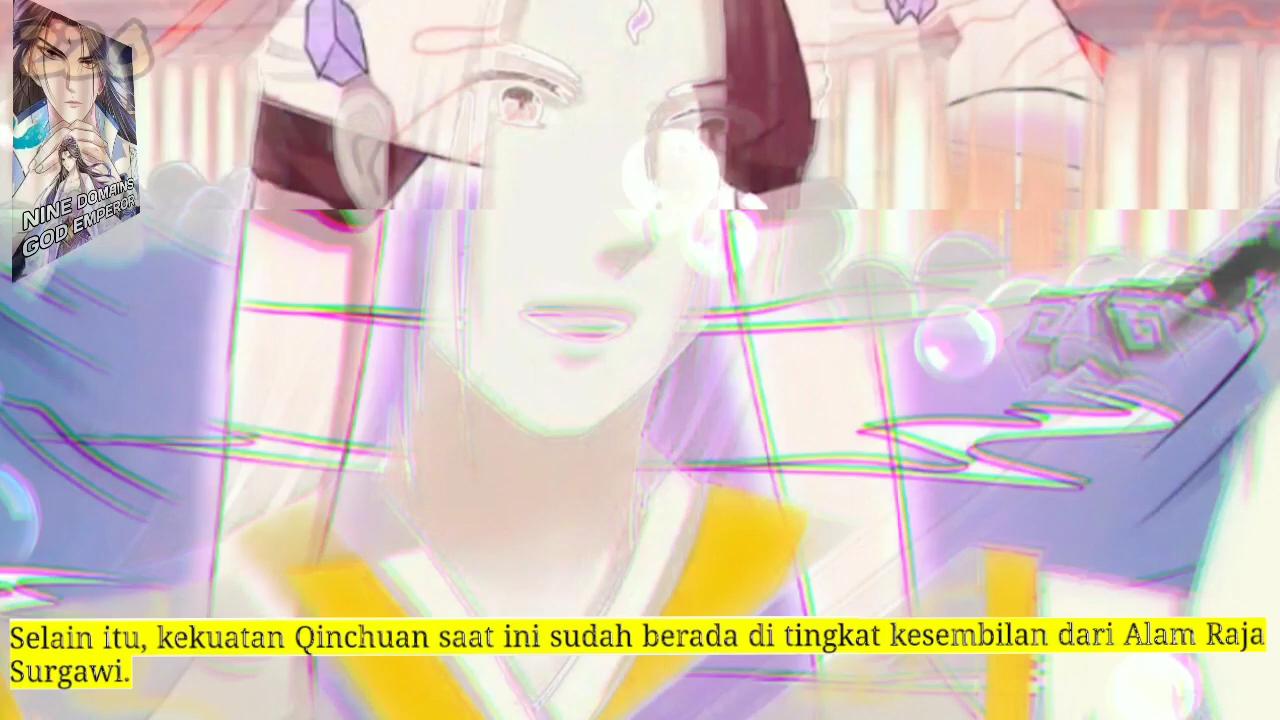 NINE DOMAINS
GOD EMPEROR
Selain itu, kekuatan Qinchuan saat ini sudah berada di tingkat kesembilan dari Alam Raja
Surgawi.